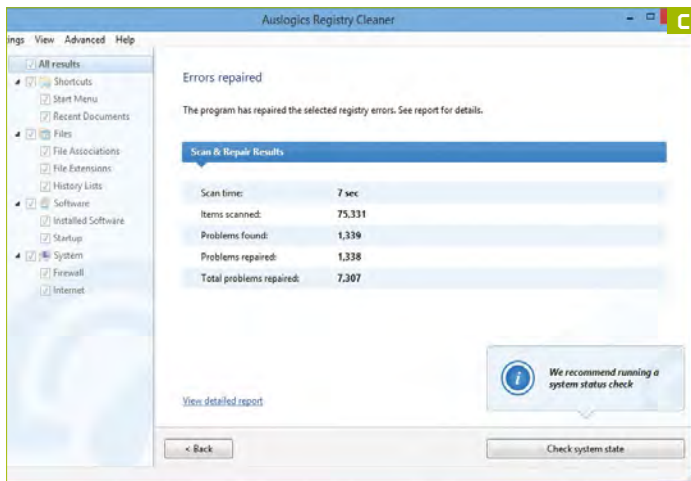 Auslogics Registry Cleaner
C
ings View Advanced Help
All results
Shortcuts
Start Menu
Recent Documents
Files
File Associations
File Extensions
History Lists
Software
Installed Software
Startup
System
Firewall
Internet
Errors repaired
The program has repaired the selected registry errors. See report for details.
Scan & Repair Results
Scan time: 7 sec
Items scanned: 75,331
Problems found: 1,339
Problems repaired: 1,338
Total problems repaired: 7,307
We recommend running a
system status check
View detailed report
< Back
Check system state